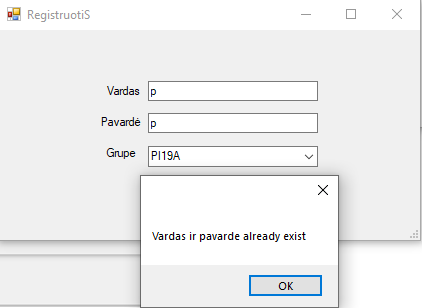 RegistruotiS
Vardas p
Pavardė p
Grupe PI19A
Vardas ir pavarde already exist
OK